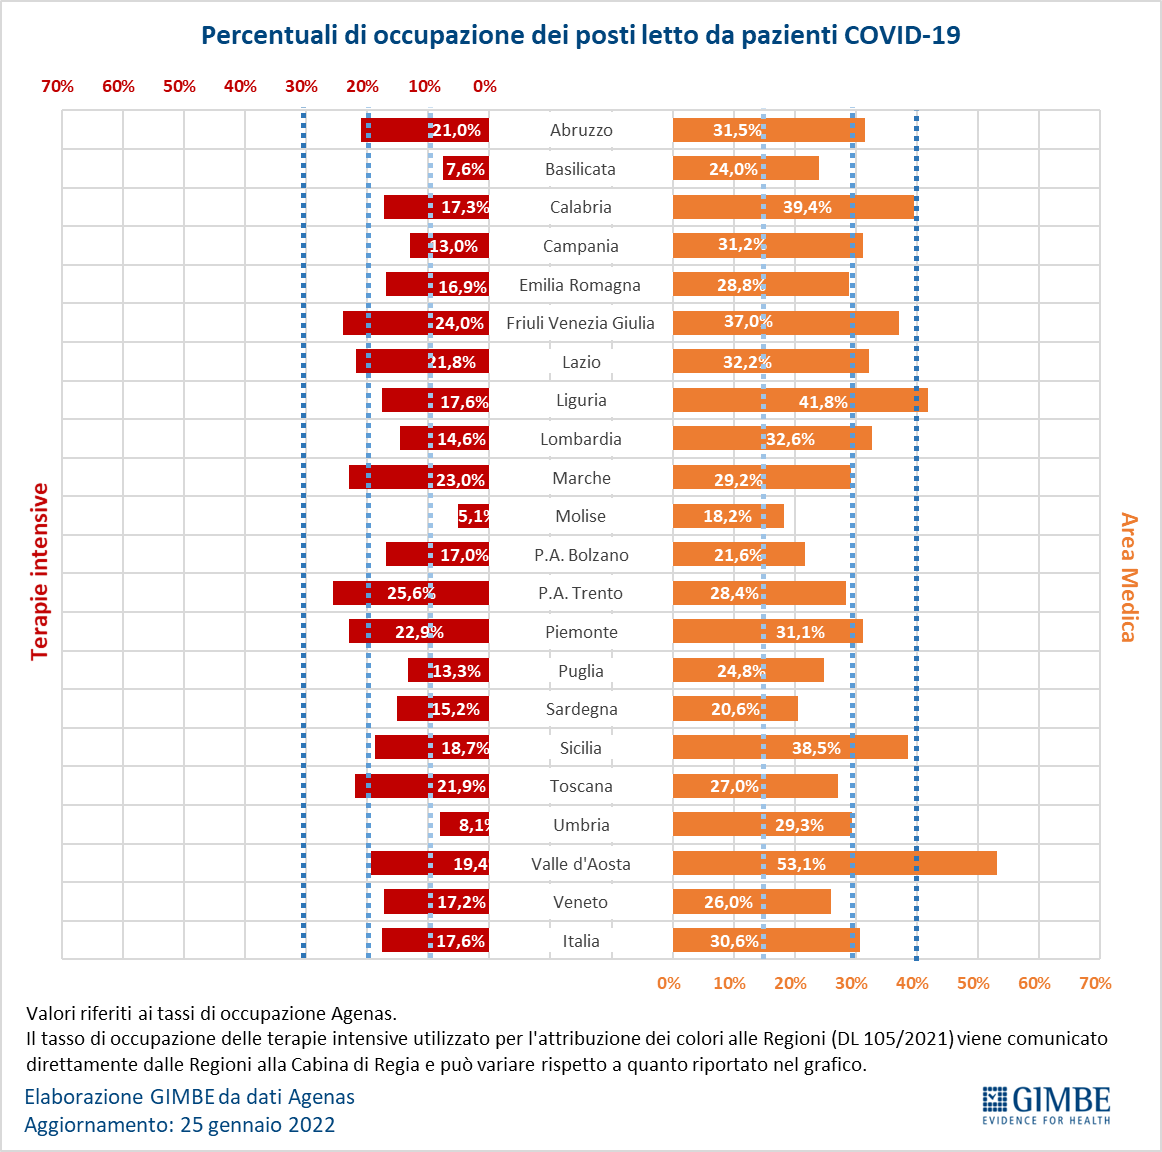 Percentuali di occupazione dei posti letto da pazienti COVID-19
70% 60% 50% 40% 30% 20% 10% 0%
21,0% Abruzzo 31,5%
7,6% Basilicata 24,0%
17,3% Calabria 39,4%
13,0% Campania 31,2%
16,9% Emilia Romagna 28,8%
24,0% Friuli Venezia Giulia 37,0%
21,8% Lazio 32,2%
17,6% Liguria 41,8%
14,6% Lombardia 32,6%
23,0% Marche 29,2%
5,1% Molise 18,2%
17,0% P.A. Bolzano 21,6%
25,6% P.A. Trento 28,4%
22,9% Piemonte 31,1%
13,3% Puglia 24,8%
15,2% Sardegna 20,6%
18,7% Sicilia 38,5%
21,9% Toscana 27,0%
8,1% Umbria 29,3%
19,4% Valle d'Aosta 53,1%
17,2% Veneto 26,0%
17,6% Italia 30,6%
Terapie intensive
Area Medica
0% 10% 20% 30% 40% 50% 60% 70%
Valori riferiti ai tassi di occupazione Agenas.
Il tasso di occupazione delle terapie intensive utilizzato per l'attribuzione dei colori alle Regioni (DL 105/2021) viene comunicato
direttamente dalle Regioni alla Cabina di Regia e può variare rispetto a quanto riportato nel grafico.
Elaborazione GIMBE da dati Agenas
Aggiornamento: 25 gennaio 2022
GIMBE
EVIDENCE FOR HEALTH